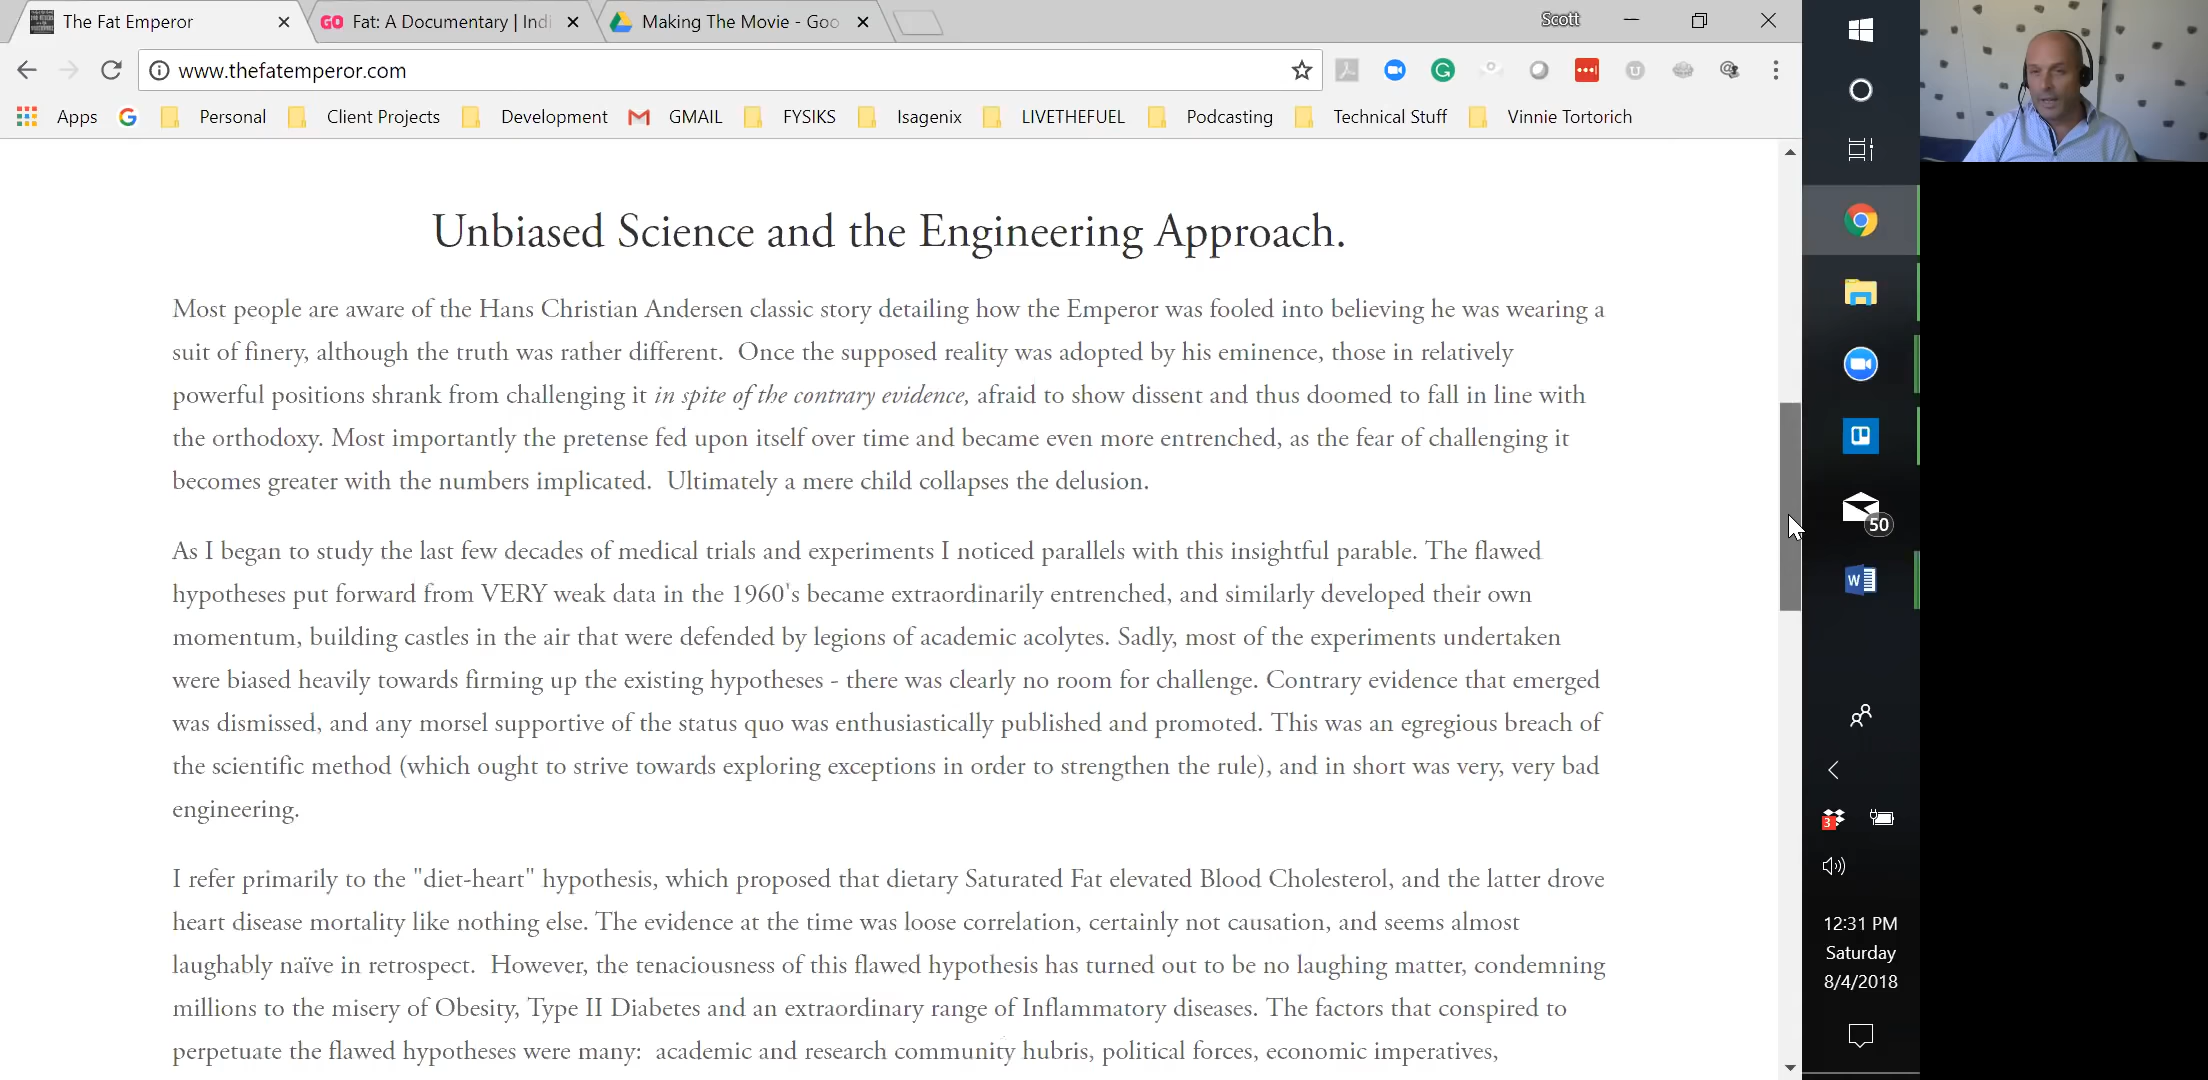 The Fat Emperor
GO Fat: A Documentary | Indi
Making The Movie - Goo
Scott
www.thefatemperor.com
Apps
Personal
Client Projects
Development
GMAIL
FYSIKS
Isagenix
LIVETHEFUEL
Podcasting
Technical Stuff
Vinnie Tortorich
Unbiased Science and the Engineering Approach.
Most people are aware of the Hans Christian Andersen classic story detailing how the Emperor was fooled into believing he was wearing a
suit of finery, although the truth was rather different.  Once the supposed reality was adopted by his eminence, those in relatively
powerful positions shrank from challenging it in spite of the contrary evidence, afraid to show dissent and thus doomed to fall in line with
the orthodoxy. Most importantly the pretense fed upon itself over time and became even more entrenched, as the fear of challenging it
becomes greater with the numbers implicated.  Ultimately a mere child collapses the delusion.
As I began to study the last few decades of medical trials and experiments I noticed parallels with this insightful parable. The flawed
hypotheses put forward from VERY weak data in the 1960's became extraordinarily entrenched, and similarly developed their own
momentum, building castles in the air that were defended by legions of academic acolytes. Sadly, most of the experiments undertaken
were biased heavily towards firming up the existing hypotheses - there was clearly no room for challenge. Contrary evidence that emerged
was dismissed, and any morsel supportive of the status quo was enthusiastically published and promoted. This was an egregious breach of
the scientific method (which ought to strive towards exploring exceptions in order to strengthen the rule), and in short was very, very bad
engineering.
I refer primarily to the "diet-heart" hypothesis, which proposed that dietary Saturated Fat elevated Blood Cholesterol, and the latter drove
heart disease mortality like nothing else. The evidence at the time was loose correlation, certainly not causation, and seems almost
laughably naïve in retrospect.  However, the tenaciousness of this flawed hypothesis has turned out to be no laughing matter, condemning
millions to the misery of Obesity, Type II Diabetes and an extraordinary range of Inflammatory diseases. The factors that conspired to
perpetuate the flawed hypotheses were many:  academic and research community hubris, political forces, economic imperatives,
50
3
12:31 PM
Saturday
8/4/2018